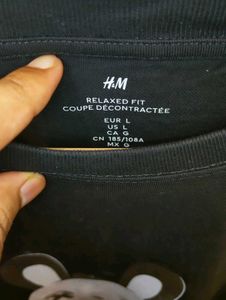 H&M
RELAXED FIT
COUPE DÉCONTRACTÉE
EUR L
US L
CA G
CN 185/108A
MX G